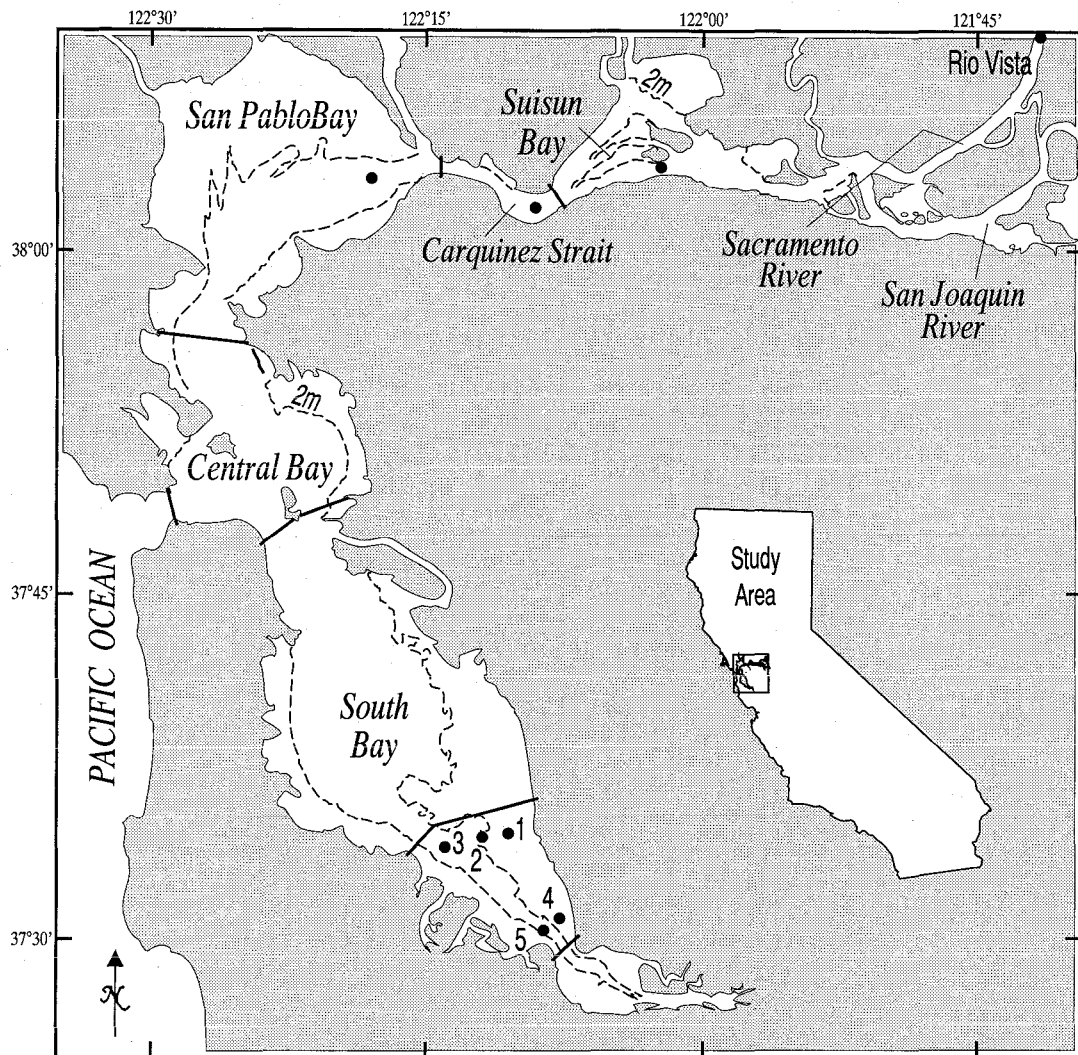 122°30'
122°15'
122°00'
121°45'
Rio Vista
2m
San PabloBay
Suisun
Bay
38°00'
Carquinez Strait
Sacramento
River
San Joaquin
River
2m
Central Bay
PACIFIC OCEAN
37°45'
Study
Area
South
Bay
1
2
3
4
5
37°30'
N